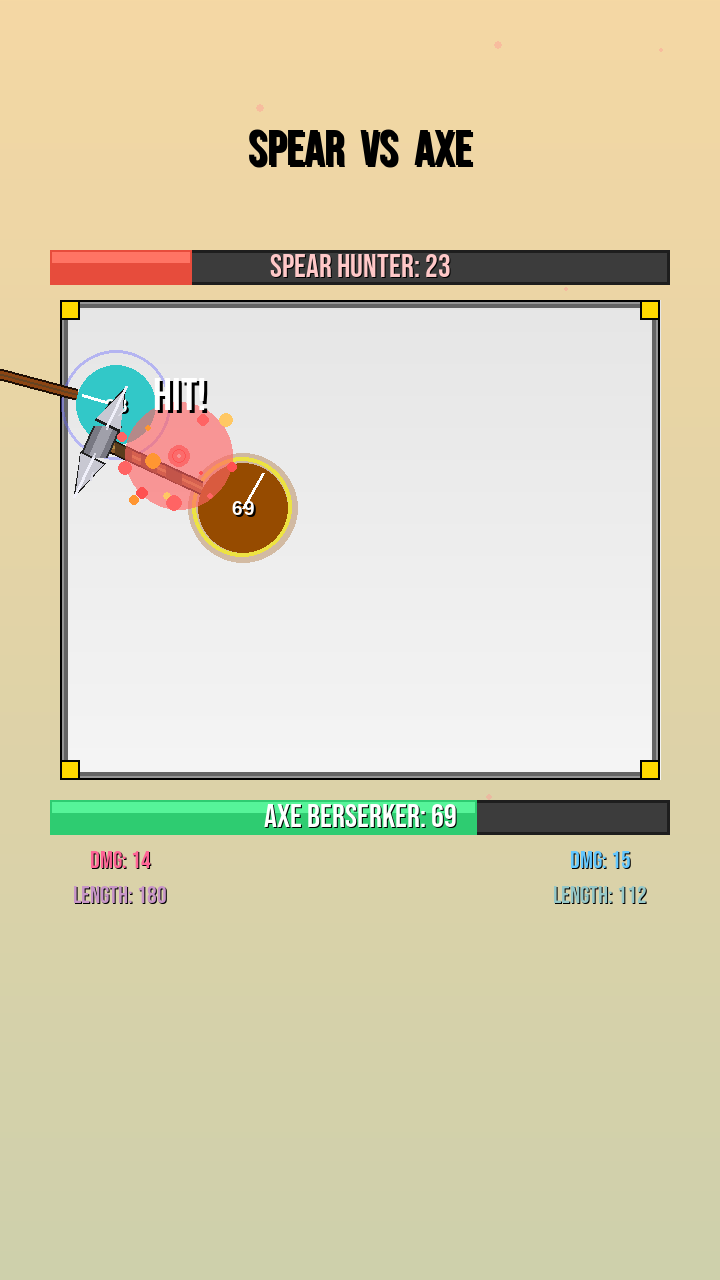 SPEAR VS AXE
SPEAR HUNTER: 23
HIT!
69
AXE BERSERKER: 69
DMG: 14
DMG: 15
LENGTH: 180
LENGTH: 112